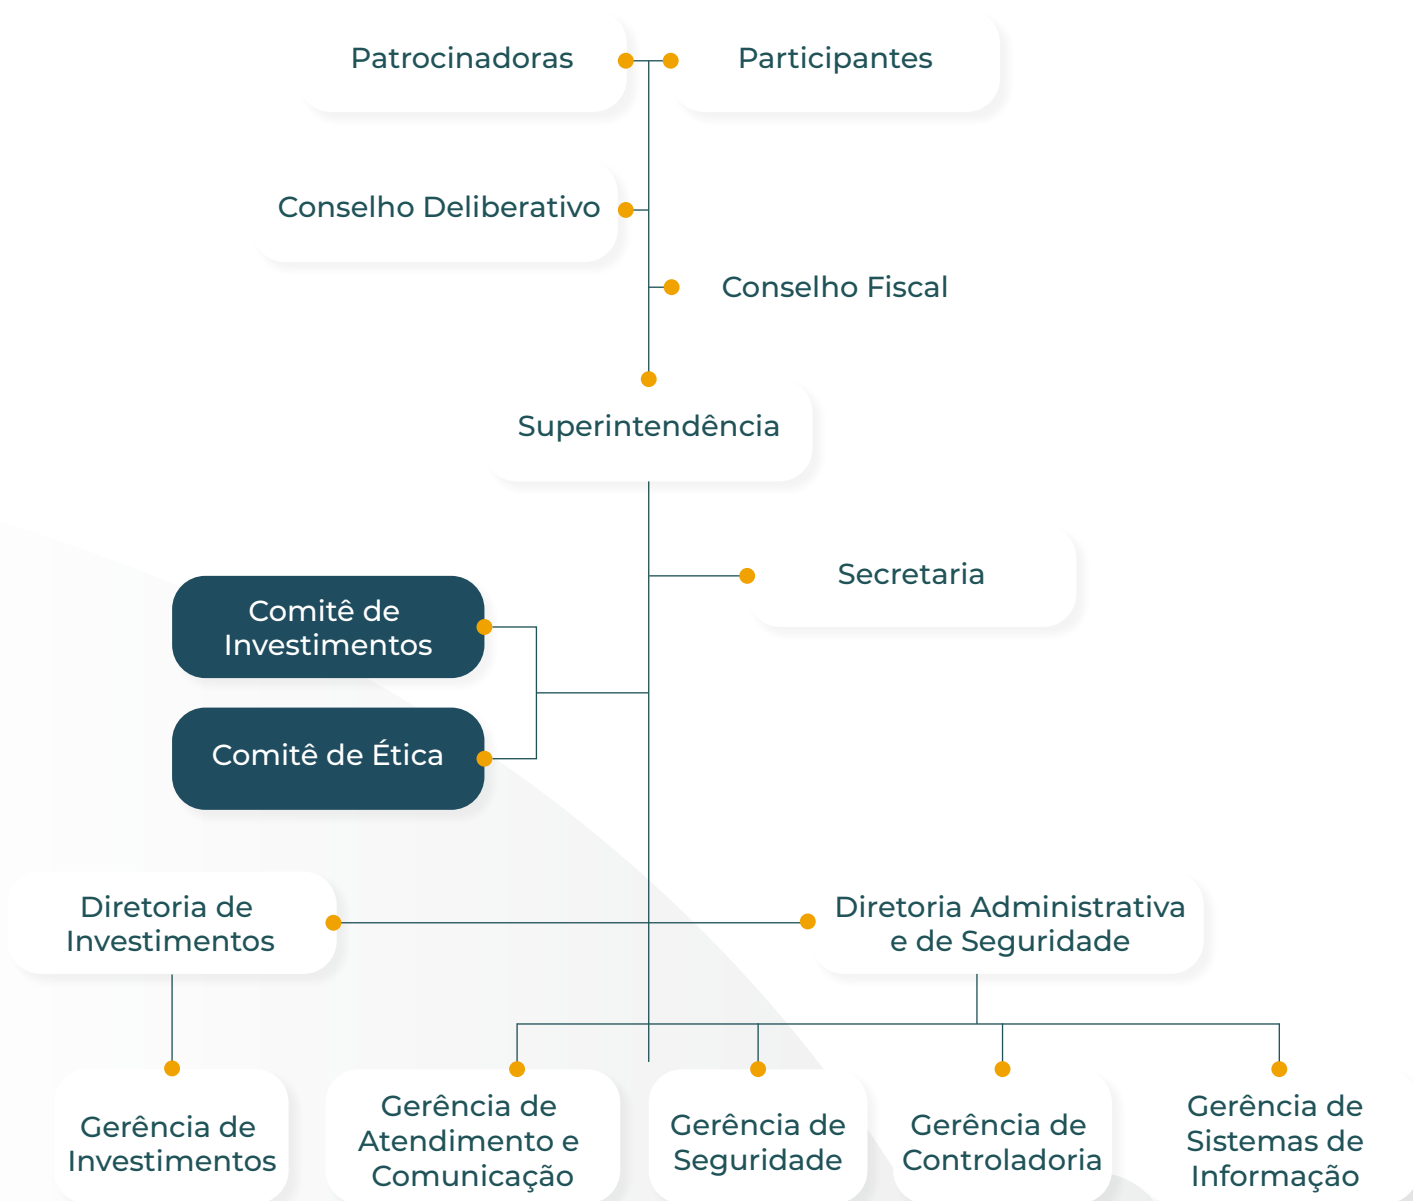 Patrocinadoras
Participantes
Conselho Deliberativo
Conselho Fiscal
Superintendência
Secretaria
Comitê de
Investimentos
Comitê de Ética
Diretoria de
Investimentos
Diretoria Administrativa
e de Seguridade
Gerência de
Investimentos
Gerência de
Atendimento e
Comunicação
Gerência de
Seguridade
Gerência de
Controladoria
Gerência de
Sistemas de
Informação